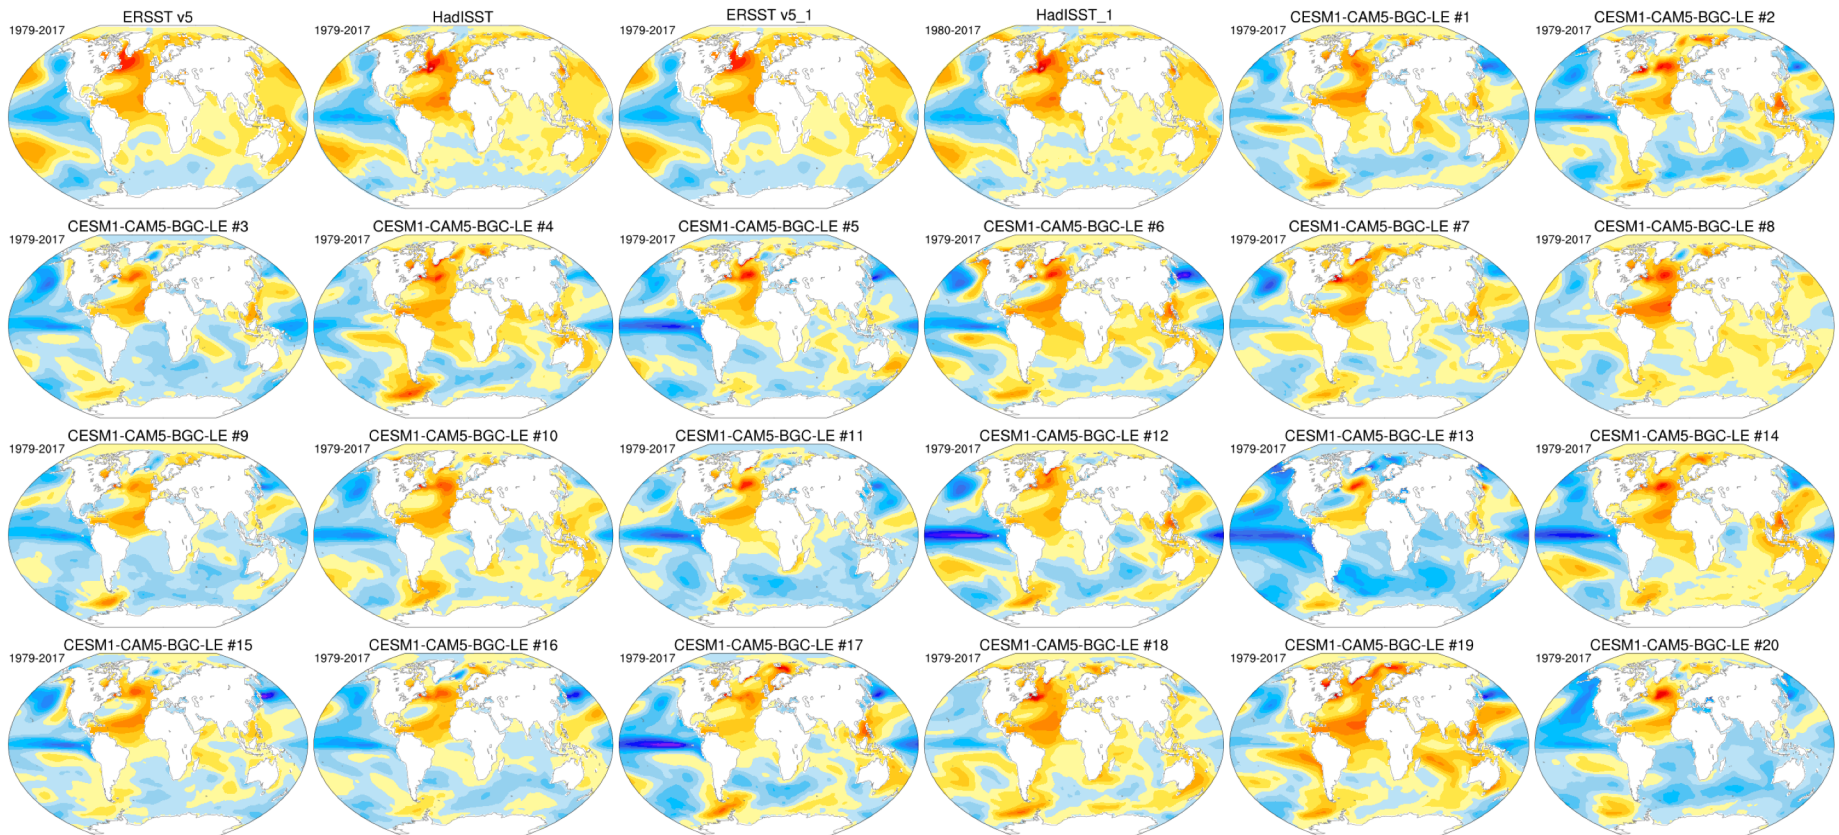 ERSST v5
1979-2017
HadISST
1979-2017
ERSST v5_1
1979-2017
HadISST_1
1980-2017
CESM1-CAM5-BGC-LE #1
1979-2017
CESM1-CAM5-BGC-LE #2
1979-2017
CESM1-CAM5-BGC-LE #3
1979-2017
CESM1-CAM5-BGC-LE #4
1979-2017
CESM1-CAM5-BGC-LE #5
1979-2017
CESM1-CAM5-BGC-LE #6
1979-2017
CESM1-CAM5-BGC-LE #7
1979-2017
CESM1-CAM5-BGC-LE #8
1979-2017
CESM1-CAM5-BGC-LE #9
1979-2017
CESM1-CAM5-BGC-LE #10
1979-2017
CESM1-CAM5-BGC-LE #11
1979-2017
CESM1-CAM5-BGC-LE #12
1979-2017
CESM1-CAM5-BGC-LE #13
1979-2017
CESM1-CAM5-BGC-LE #14
1979-2017
CESM1-CAM5-BGC-LE #15
1979-2017
CESM1-CAM5-BGC-LE #16
1979-2017
CESM1-CAM5-BGC-LE #17
1979-2017
CESM1-CAM5-BGC-LE #18
1979-2017
CESM1-CAM5-BGC-LE #19
1979-2017
CESM1-CAM5-BGC-LE #20
1979-2017